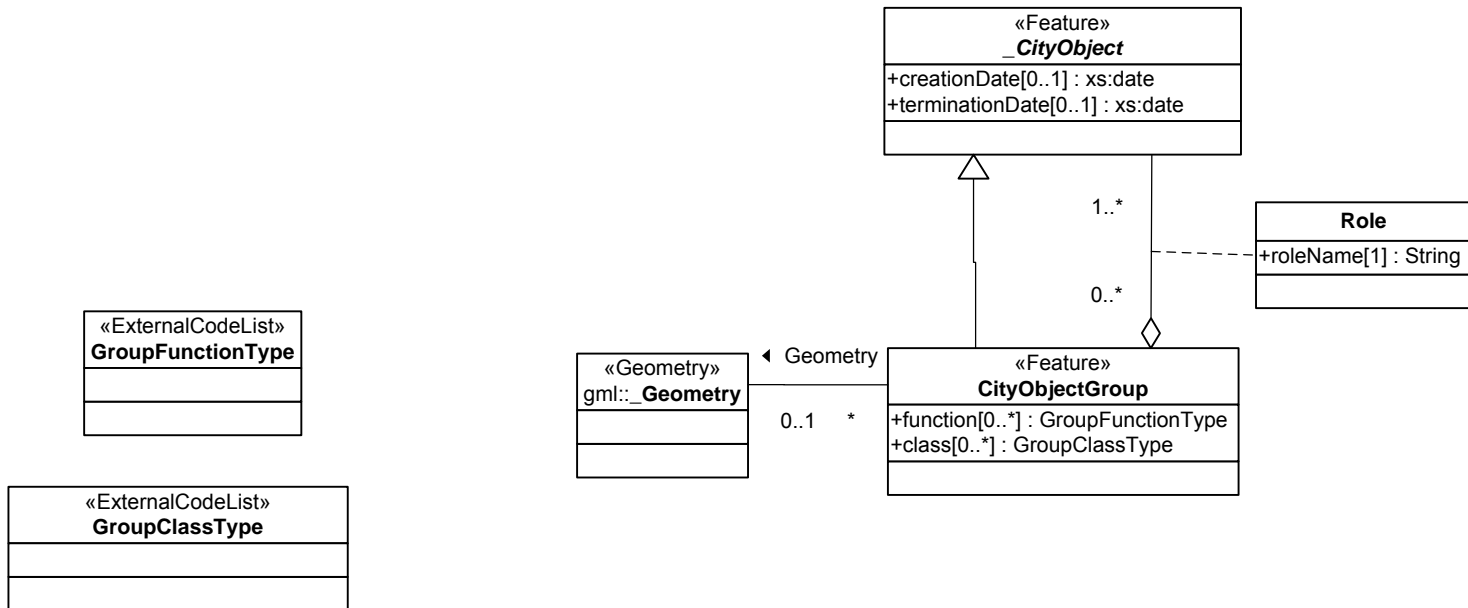 «Feature»
_CityObject
+creationDate[0..1] : xs:date
+terminationDate[0..1] : xs:date
1..*
Role
+roleName[1] : String
0..*
«ExternalCodeList»
GroupFunctionType
«Geometry»
gml::_Geometry
Geometry
0..1 *
«Feature»
CityObjectGroup
+function[0..*] : GroupFunctionType
+class[0..*] : GroupClassType
«ExternalCodeList»
GroupClassType